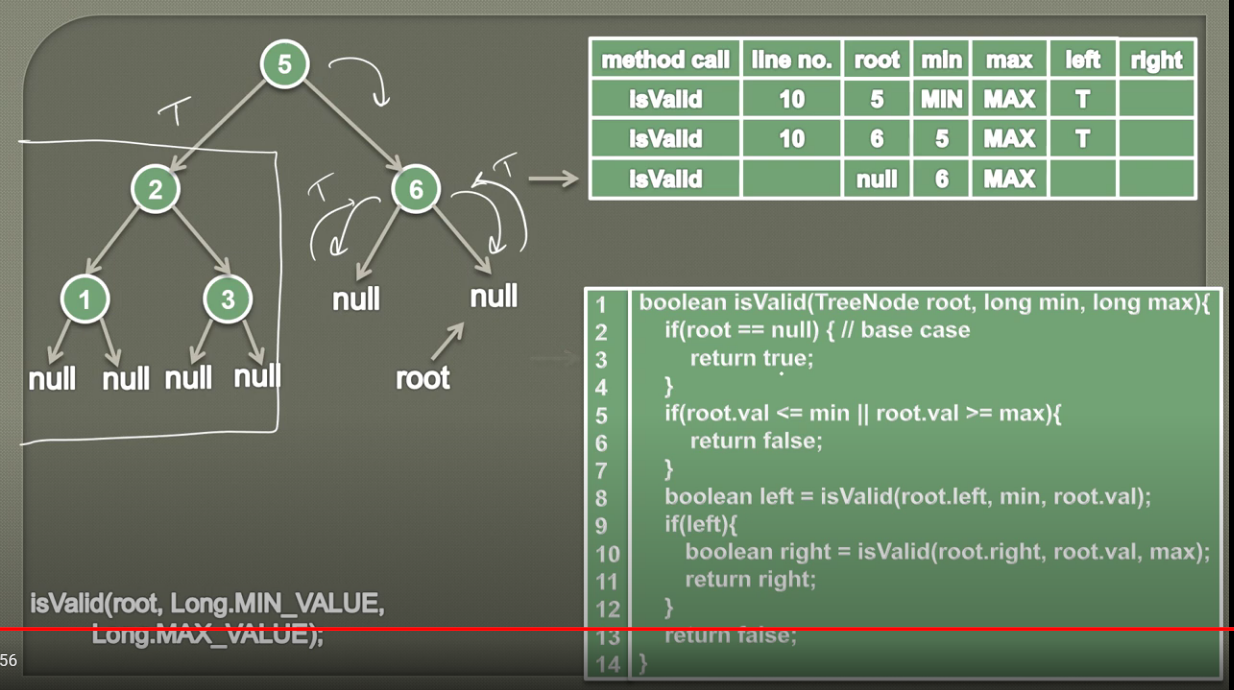 5
T
2
6
T
T
1
3
null
null
null
null
null
null
root
method call line no. root min max left right
isValid 10 5 MIN MAX T
isValid 10 6 5 MAX T
isValid null 6 MAX
1 boolean isValid(TreeNode root, long min, long max){
2 if(root == null) { // base case
3 return true;
4 }
5 if(root.val <= min || root.val >= max){
6 return false;
7 }
8 boolean left = isValid(root.left, min, root.val);
9 if(left){
10 boolean right = isValid(root.right, root.val, max);
11 return right;
12 }
13 return false;
14 }
isValid(root, Long.MIN_VALUE,
Long.MAX_VALUE);
56